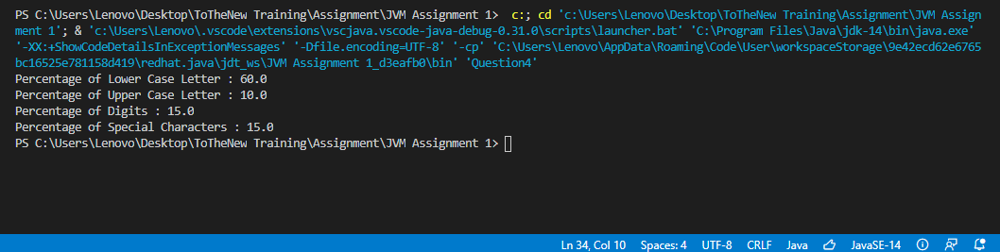 PS C:\Users\Lenovo\Desktop\ToTheNew Training\Assignment\JVM Assignment 1>  c:; cd 'c:\Users\Lenovo\Desktop\ToTheNew Training\Assignment\JVM Assign
ment 1'; & 'c:\Users\Lenovo\.vscode\extensions\vscjava.vscode-java-debug-0.31.0\scripts\launcher.bat' 'C:\Program Files\Java\jdk-14\bin\java.exe'
'-XX:+ShowCodeDetailsInExceptionMessages' '-Dfile.encoding=UTF-8' '-cp' 'C:\Users\Lenovo\AppData\Roaming\Code\User\workspaceStorage\9e42ecd62e6765
bc16525e781158d419\redhat.java\jdt_ws\JVM Assignment 1_d3eafb0\bin' 'Question4'
Percentage of Lower Case Letter : 60.0
Percentage of Upper Case Letter : 10.0
Percentage of Digits : 15.0
Percentage of Special Characters : 15.0
PS C:\Users\Lenovo\Desktop\ToTheNew Training\Assignment\JVM Assignment 1>
Ln 34, Col 10 Spaces: 4 UTF-8 CRLF Java JavaSE-14